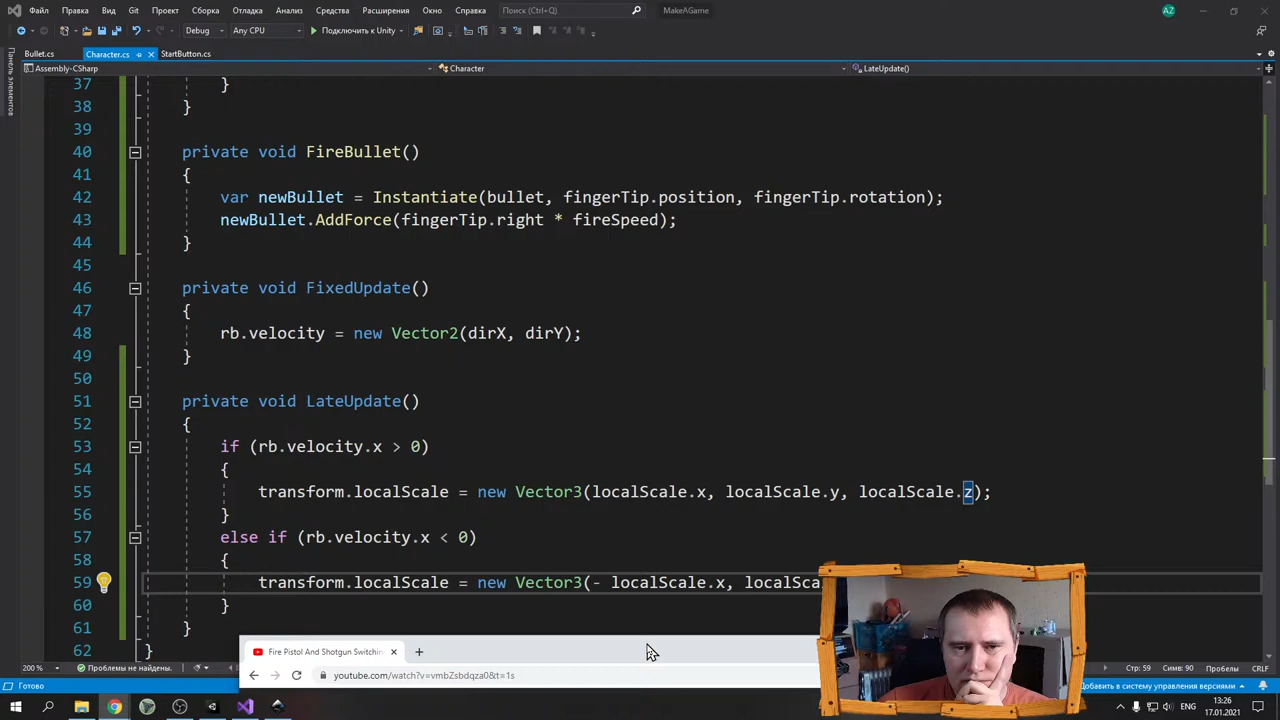 Файл Правка Вид Git Проект Сборка Отладка Анализ Средства Расширения Окно Справка Поиск MakeAGame AZ
Debug Any CPU Подключить к Unity
Панель элементов
Bullet.cs Character.cs StartButton.cs
Assembly-CSharp Character LateUpdate()
37 }
38 }
39
40 private void FireBullet()
41 {
42 var newBullet = Instantiate(bullet, fingerTip.position, fingerTip.rotation);
43 newBullet.AddForce(fingerTip.right * fireSpeed);
44 }
45
46 private void FixedUpdate()
47 {
48 rb.velocity = new Vector2(dirX, dirY);
49 }
50
51 private void LateUpdate()
52 {
53 if (rb.velocity.x > 0)
54 {
55 transform.localScale = new Vector3(localScale.x, localScale.y, localScale.z);
56 }
57 else if (rb.velocity.x < 0)
58 {
59 transform.localScale = new Vector3(- localScale.x, localSca
60 }
61 }
62 }
Fire Pistol And Shotgun Switchin
youtube.com/watch?v=vmbZsbdqza0&t=1s
200 % Проблемы не найдены. Стр: 59 Симв: 90 Пробелы CRLF
Готово Добавить в систему управления версиями
ENG 13:26
17.01.2021